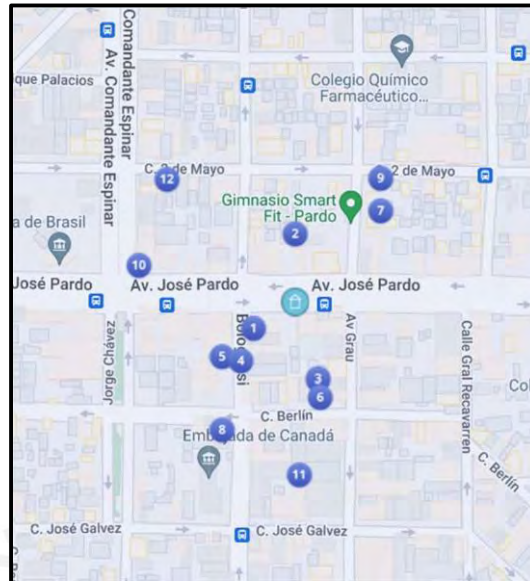 Comandante Espinar
Av. Comandante Espinar
que Palacios
Colegio Químico
Farmacéutico...
C. 2 de Mayo
2 de Mayo
12
9
Gimnasio Smart
Fit - Pardo
7
2
a de Brasil
10
José Pardo
Av. José Pardo
Av. José Pardo
1
Jorge Chávez
Av Grau
Calle Gral Recavarren
5
4
3
6
Col
C. Berlín
8
Embajada de Canadá
C. Berlín
11
C. José Galvez
C. José Galvez